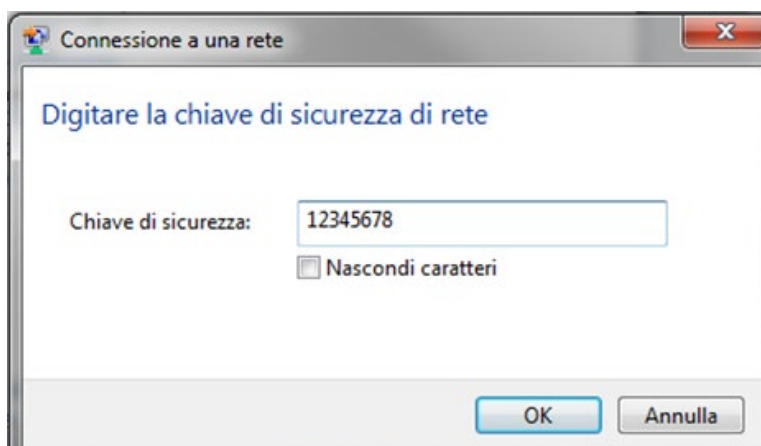 Connessione a una rete
Digitare la chiave di sicurezza di rete
Chiave di sicurezza: 12345678
Nascondi caratteri
OK Annulla